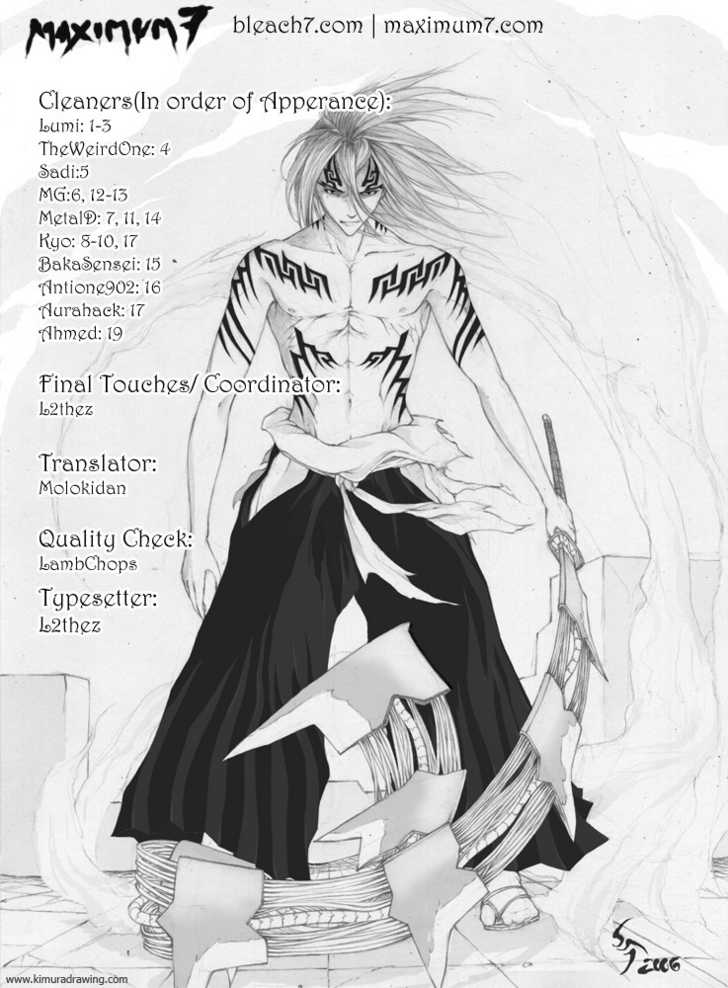 MAXIMUM7
bleach7.com | maximum7.com
Cleaners(In order of Apperance):
Lumi: 1-3
TheWeirdOne: 4
Sadi:5
MG:6, 12-13
MetalD: 7, 11, 14
Kyo: 8-10, 17
BakaSensei: 15
Antione902: 16
Aurahack: 17
Ahmed: 19
Final Touches/ Coordinator:
L2thez
Translator:
Molokidan
Quality Check:
LambChops
Typesetter:
L2thez
2006
www.kimuradrawing.com